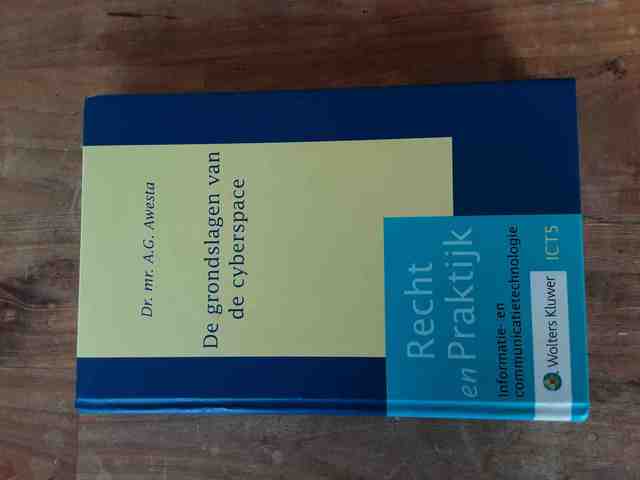 Dr. mr. A.G. Awesta
De grondslagen van
de cyberspace
Recht
en Praktijk
Informatie- en
communicatietechnologie
Wolters Kluwer
ICT5